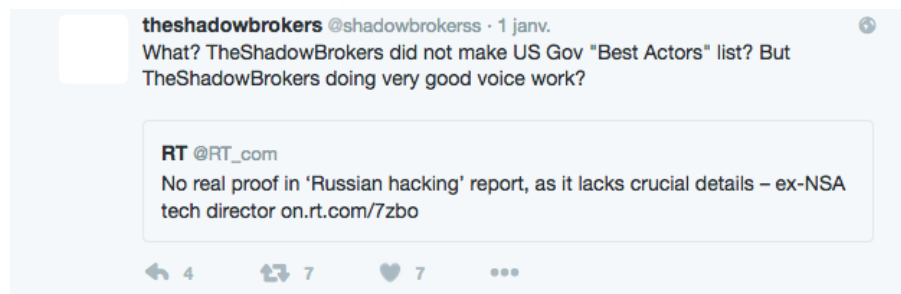 theshadowbrokers @shadowbrokerss · 1 janv.
What? TheShadowBrokers did not make US Gov "Best Actors" list? But
TheShadowBrokers doing very good voice work?
RT @RT_com
No real proof in ‘Russian hacking’ report, as it lacks crucial details – ex-NSA
tech director on.rt.com/7zbo
4 7 7